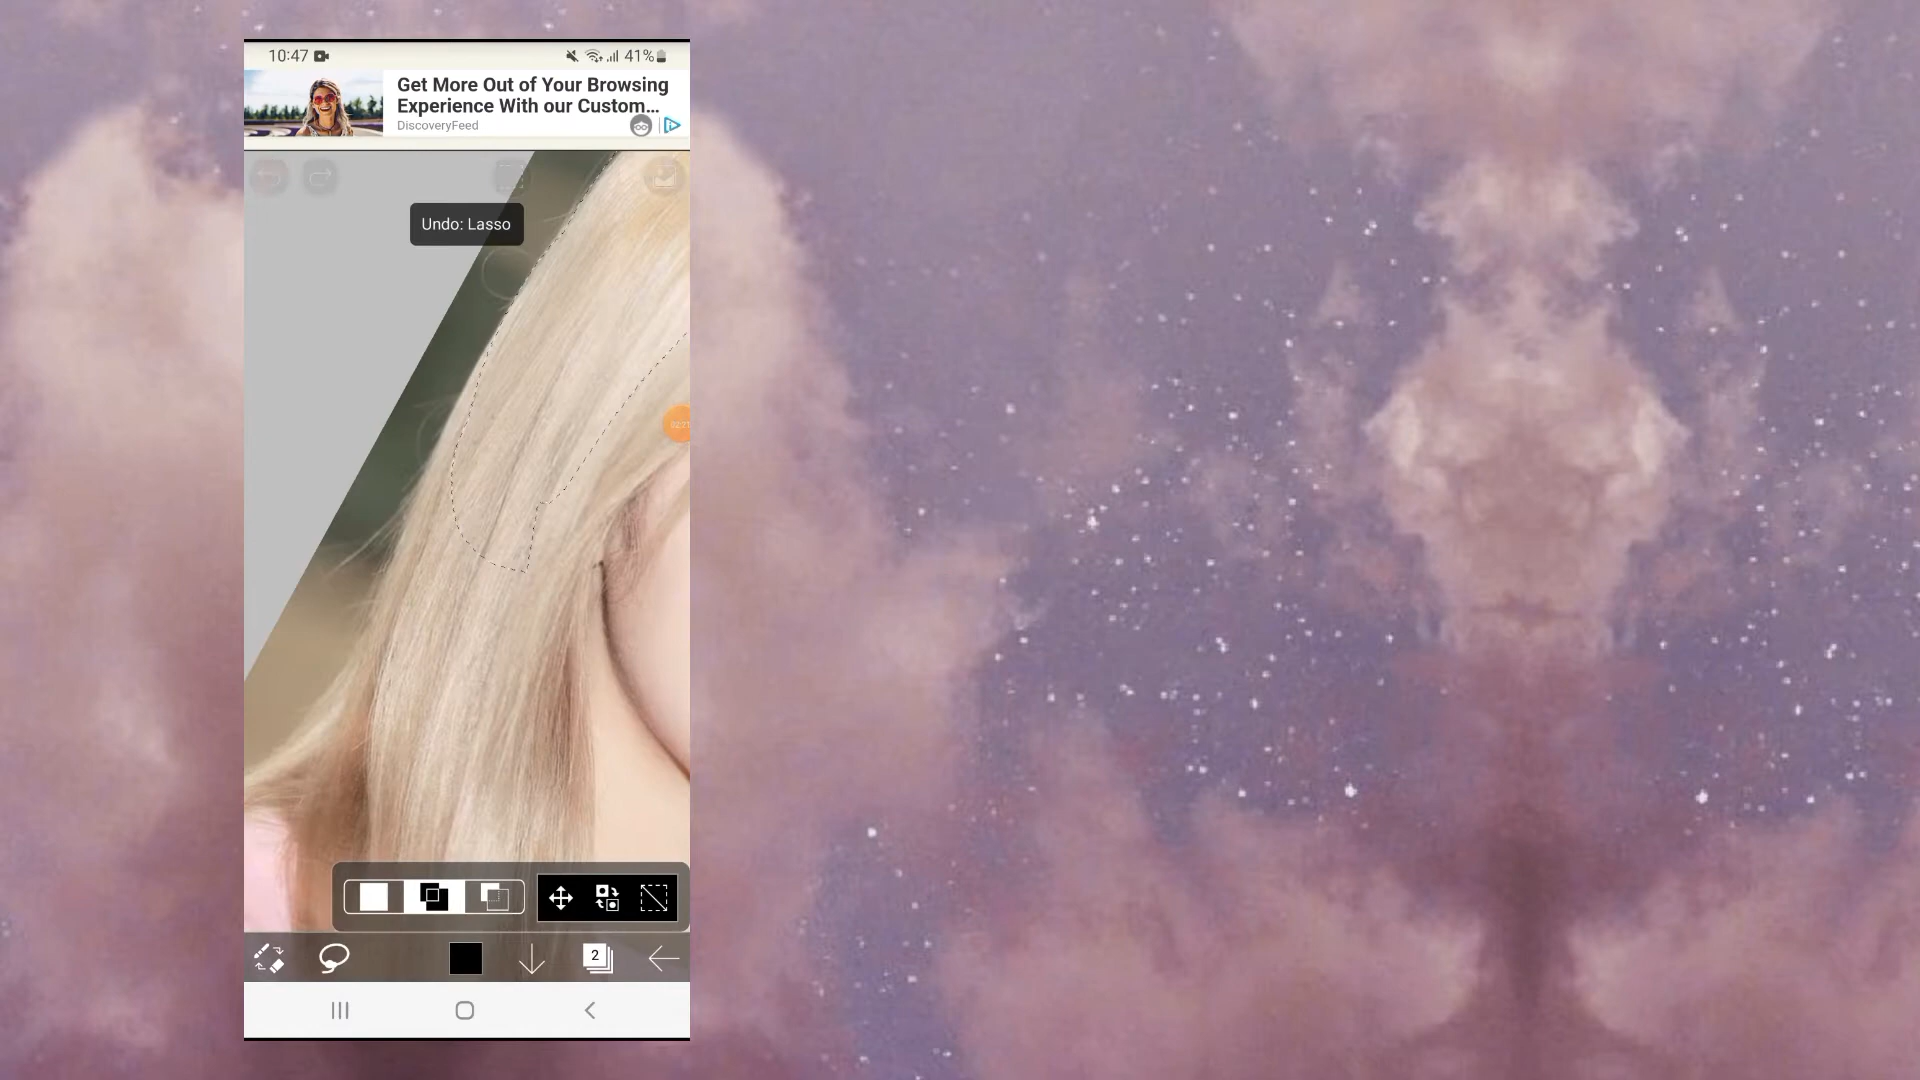 10:47
41%
Get More Out of Your Browsing
Experience With our Custom...
DiscoveryFeed
Undo: Lasso
2